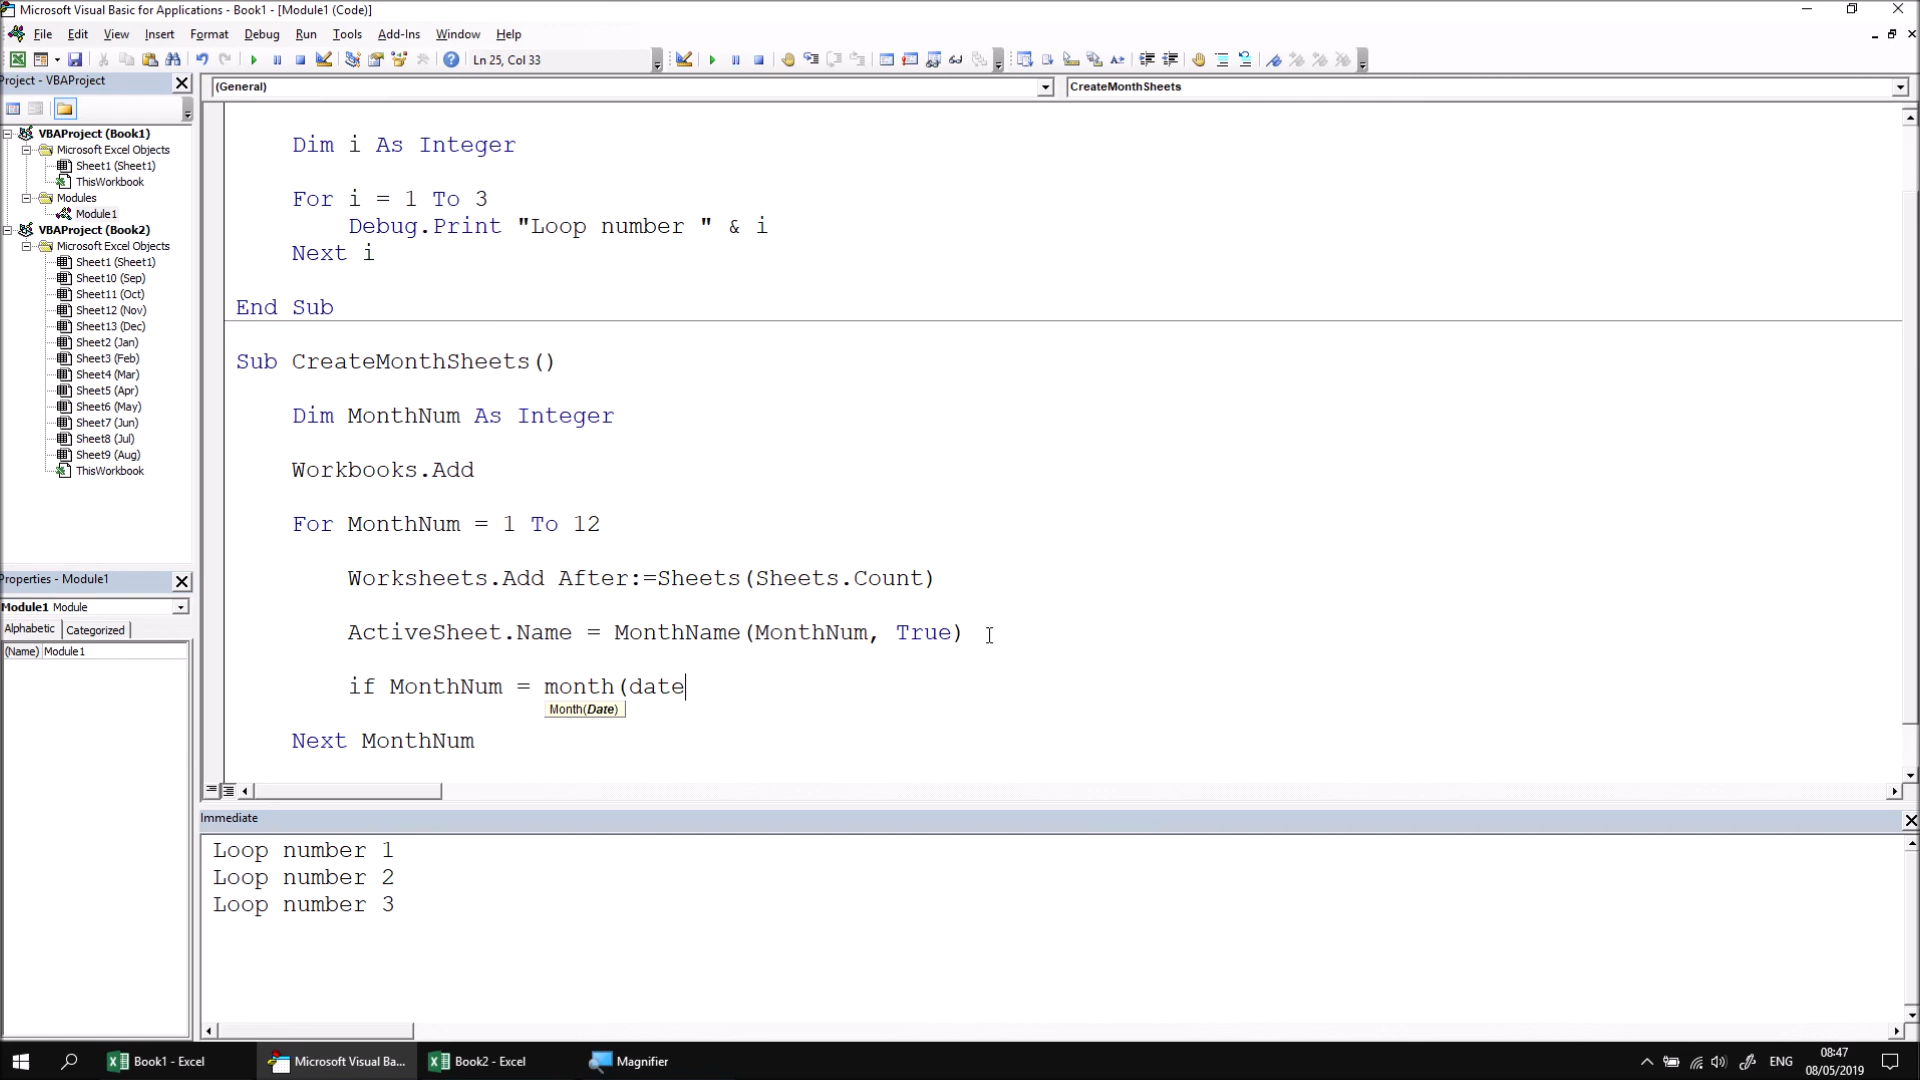 Microsoft Visual Basic for Applications - Book1 - [Module1 (Code)]
File Edit View Insert Format Debug Run Tools Add-Ins Window Help
Ln 25, Col 33
Project - VBAProject
(General)
CreateMonthSheets
VBAProject (Book1)
Microsoft Excel Objects
Sheet1 (Sheet1)
ThisWorkbook
Modules
Module1
VBAProject (Book2)
Microsoft Excel Objects
Sheet1 (Sheet1)
Sheet10 (Sep)
Sheet11 (Oct)
Sheet12 (Nov)
Sheet13 (Dec)
Sheet2 (Jan)
Sheet3 (Feb)
Sheet4 (Mar)
Sheet5 (Apr)
Sheet6 (May)
Sheet7 (Jun)
Sheet8 (Jul)
Sheet9 (Aug)
ThisWorkbook
Properties - Module1
Module1 Module
Alphabetic Categorized
(Name) Module1
Dim i As Integer
For i = 1 To 3
Debug.Print "Loop number " & i
Next i
End Sub
Sub CreateMonthSheets()
Dim MonthNum As Integer
Workbooks.Add
For MonthNum = 1 To 12
Worksheets.Add After:=Sheets(Sheets.Count)
ActiveSheet.Name = MonthName(MonthNum, True)
if MonthNum = month(date
Month(Date)
Next MonthNum
Immediate
Loop number 1
Loop number 2
Loop number 3
Book1 - Excel
Microsoft Visual Ba...
Book2 - Excel
Magnifier
ENG
08:47
08/05/2019